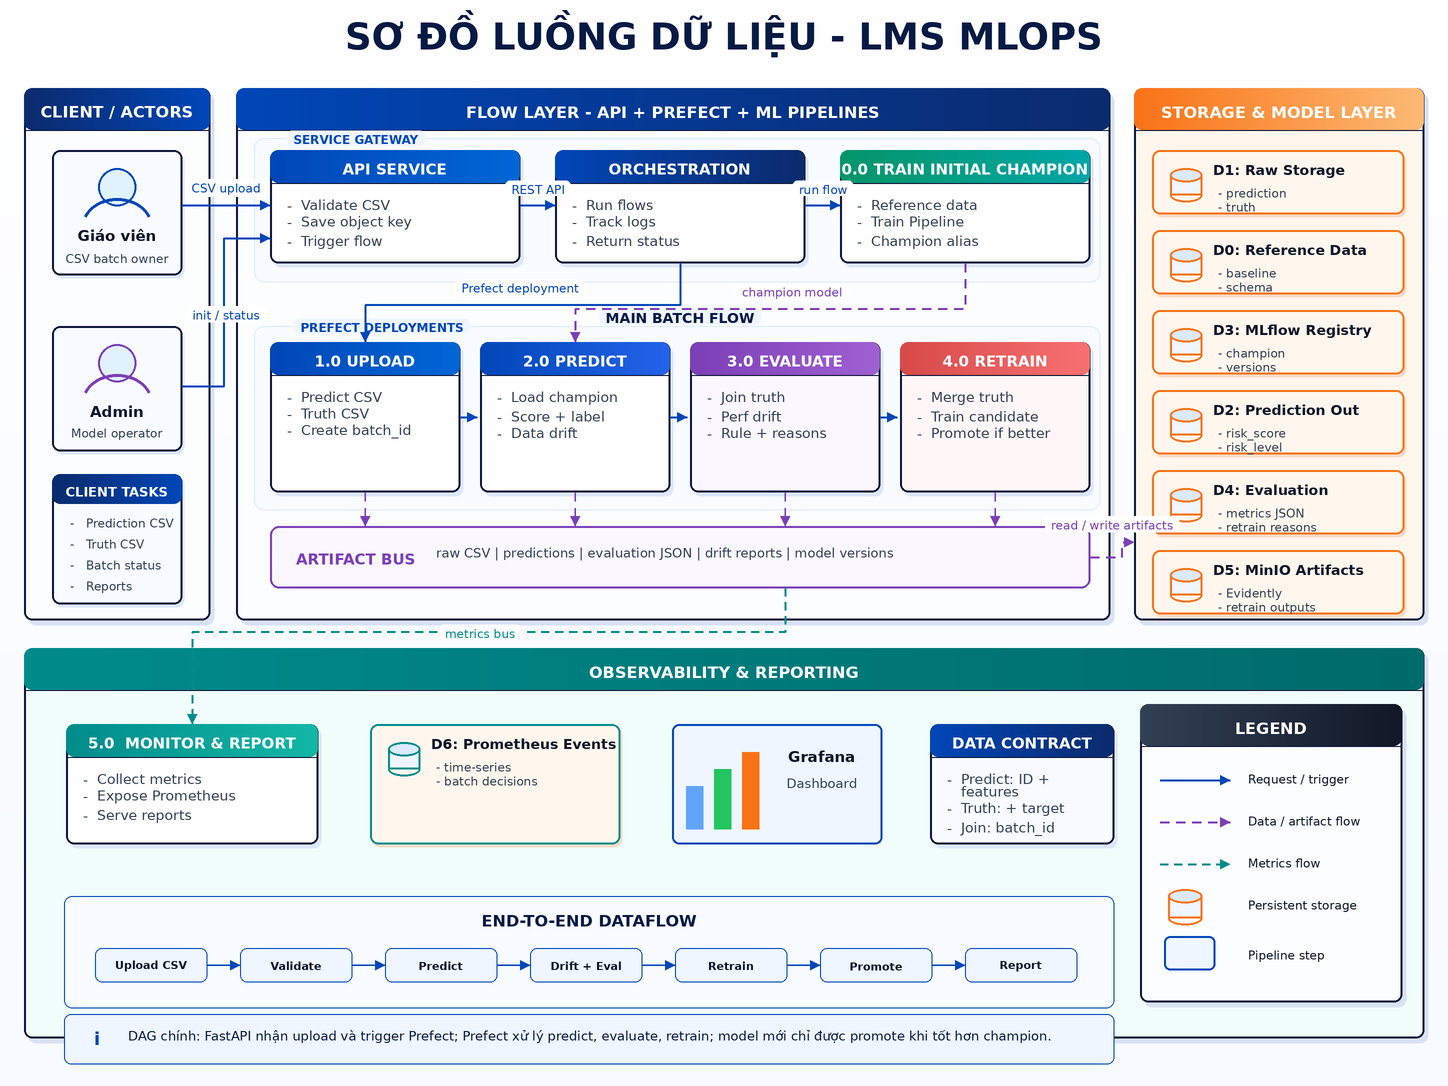 SƠ ĐỒ LUỒNG DỮ LIỆU - LMS MLOPS
CLIENT / ACTORS
Giáo viên
CSV batch owner
Admin
Model operator
CLIENT TASKS
- Prediction CSV
- Truth CSV
- Batch status
- Reports
CSV upload
init / status
FLOW LAYER - API + PREFECT + ML PIPELINES
SERVICE GATEWAY
API SERVICE
- Validate CSV
- Save object key
- Trigger flow
REST API
ORCHESTRATION
- Run flows
- Track logs
- Return status
run flow
0.0 TRAIN INITIAL CHAMPION
- Reference data
- Train Pipeline
- Champion alias
Prefect deployment
champion model
PREFECT DEPLOYMENTS
MAIN BATCH FLOW
1.0 UPLOAD
- Predict CSV
- Truth CSV
- Create batch_id
2.0 PREDICT
- Load champion
- Score + label
- Data drift
3.0 EVALUATE
- Join truth
- Perf drift
- Rule + reasons
4.0 RETRAIN
- Merge truth
- Train candidate
- Promote if better
ARTIFACT BUS
raw CSV | predictions | evaluation JSON | drift reports | model versions
read / write artifacts
metrics bus
STORAGE & MODEL LAYER
D1: Raw Storage
- prediction
- truth
D0: Reference Data
- baseline
- schema
D3: MLflow Registry
- champion
- versions
D2: Prediction Out
- risk_score
- risk_level
D4: Evaluation
- metrics JSON
- retrain reasons
D5: MinIO Artifacts
- Evidently
- retrain outputs
OBSERVABILITY & REPORTING
5.0 MONITOR & REPORT
- Collect metrics
- Expose Prometheus
- Serve reports
D6: Prometheus Events
- time-series
- batch decisions
Grafana
Dashboard
DATA CONTRACT
- Predict: ID +
features
- Truth: + target
- Join: batch_id
LEGEND
Request / trigger
Data / artifact flow
Metrics flow
Persistent storage
Pipeline step
END-TO-END DATAFLOW
Upload CSV
Validate
Predict
Drift + Eval
Retrain
Promote
Report
i DAG chính: FastAPI nhận upload và trigger Prefect; Prefect xử lý predict, evaluate, retrain; model mới chỉ được promote khi tốt hơn champion.